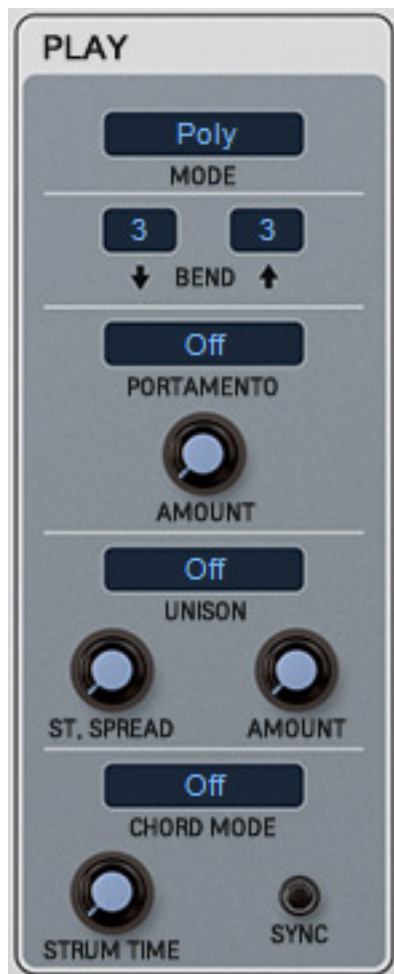 PLAY
Poly
MODE
3 3
BEND
Off
PORTAMENTO
AMOUNT
Off
UNISON
ST. SPREAD AMOUNT
Off
CHORD MODE
STRUM TIME SYNC